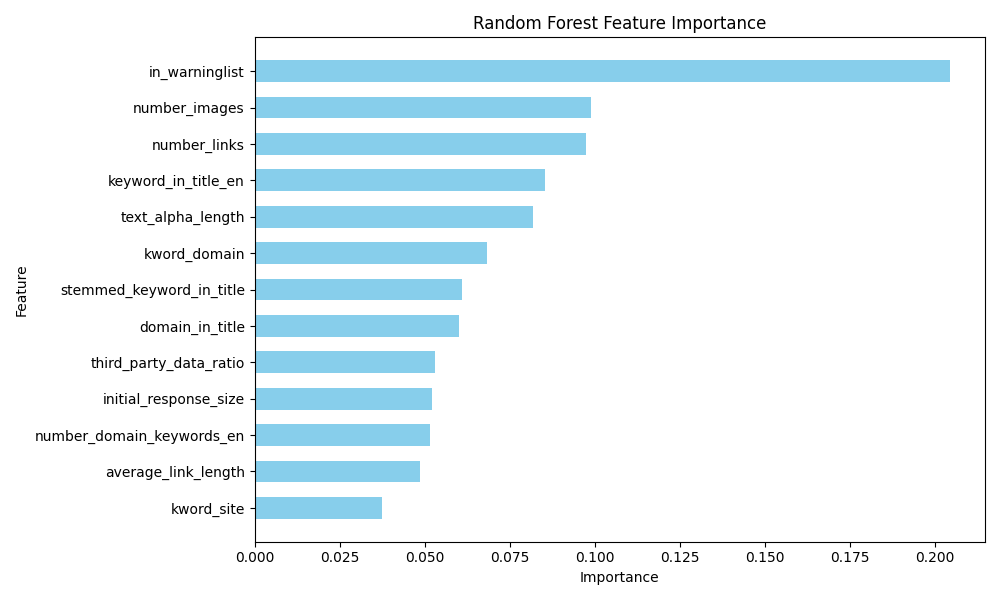 Random Forest Feature Importance
in_warninglist
number_images
number_links
keyword_in_title_en
text_alpha_length
kword_domain
stemmed_keyword_in_title
domain_in_title
third_party_data_ratio
initial_response_size
number_domain_keywords_en
average_link_length
kword_site
Feature
0.000 0.025 0.050 0.075 0.100 0.125 0.150 0.175 0.200
Importance